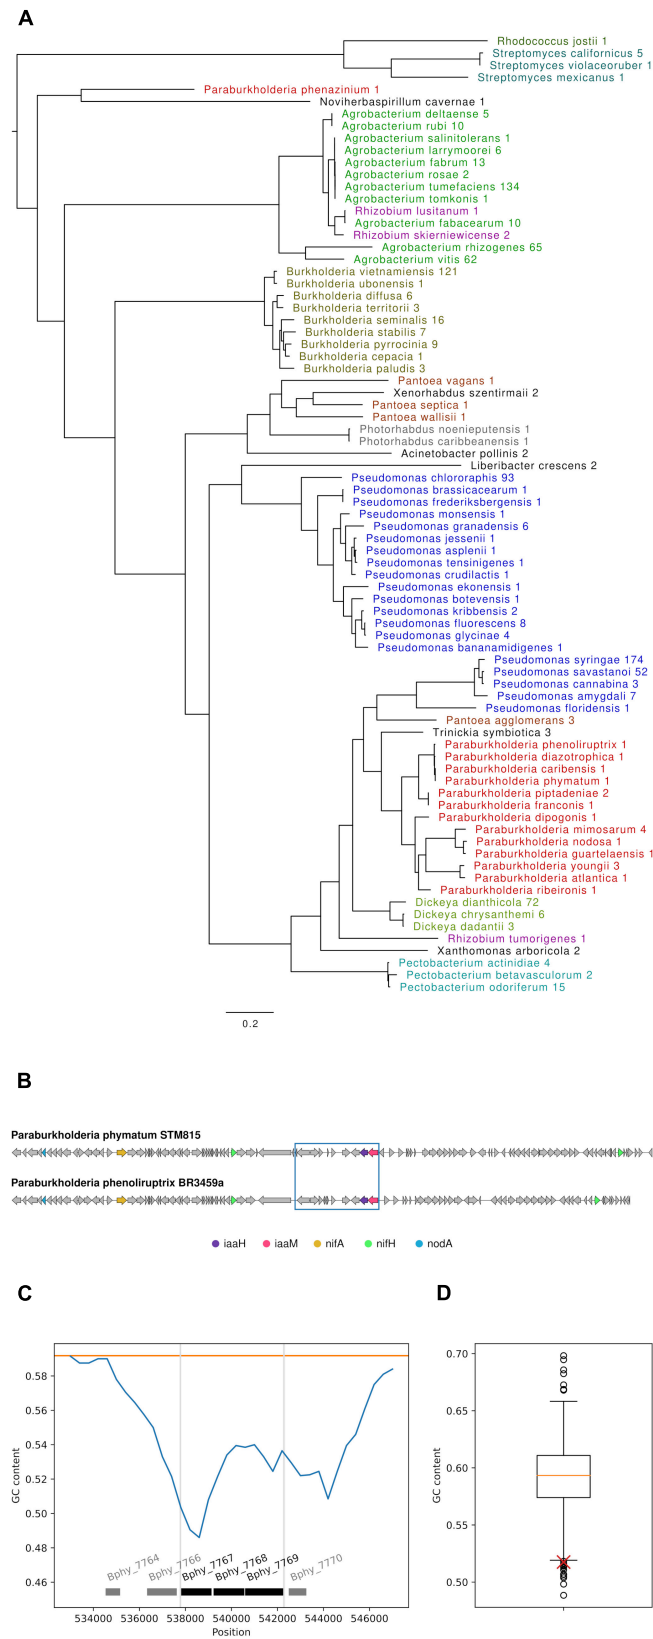 A
Rhodococcus jostii 1
Streptomyces californicus 5
Streptomyces violaceoruber 1
Streptomyces mexicanus 1
Paraburkholderia phenazinium 1
Noviherbaspirillum cavernae 1
Agrobacterium deltaense 5
Agrobacterium rubi 10
Agrobacterium salinitolerans 1
Agrobacterium larrymoorei 6
Agrobacterium fabrum 13
Agrobacterium rosae 2
Agrobacterium tumefaciens 134
Agrobacterium tomkonis 1
Rhizobium lusitanum 1
Agrobacterium fabacearum 10
Rhizobium skierniewicense 2
Agrobacterium rhizogenes 65
Agrobacterium vitis 62
Burkholderia vietnamiensis 121
Burkholderia ubonensis 1
Burkholderia diffusa 6
Burkholderia territorii 3
Burkholderia seminalis 16
Burkholderia stabilis 7
Burkholderia pyrrocinia 9
Burkholderia cepacia 1
Burkholderia paludis 3
Pantoea vagans 1
Xenorhabdus szentirmaii 2
Pantoea septica 1
Pantoea wallisii 1
Photorhabdus noenieputensis 1
Photorhabdus caribbeanensis 1
Acinetobacter pollinis 2
Liberibacter crescens 2
Pseudomonas chlororaphis 93
Pseudomonas brassicacearum 1
Pseudomonas frederiksbergensis 1
Pseudomonas monsensis 1
Pseudomonas granadensis 6
Pseudomonas jessenii 1
Pseudomonas asplenii 1
Pseudomonas tensinigenes 1
Pseudomonas crudilactis 1
Pseudomonas ekonensis 1
Pseudomonas botevensis 1
Pseudomonas kribbensis 2
Pseudomonas fluorescens 8
Pseudomonas glycinae 4
Pseudomonas bananamidigenes 1
Pseudomonas syringae 174
Pseudomonas savastanoi 52
Pseudomonas cannabina 3
Pseudomonas amygdali 7
Pseudomonas floridensis 1
Pantoea agglomerans 3
Trinickia symbiotica 3
Paraburkholderia phenoliruptrix 1
Paraburkholderia diazotrophica 1
Paraburkholderia caribensis 1
Paraburkholderia phymatum 1
Paraburkholderia piptadeniae 2
Paraburkholderia franconis 1
Paraburkholderia dipogonis 1
Paraburkholderia mimosarum 4
Paraburkholderia nodosa 1
Paraburkholderia guartelaensis 1
Paraburkholderia youngii 3
Paraburkholderia atlantica 1
Paraburkholderia ribeironis 1
Dickeya dianthicola 72
Dickeya chrysanthemi 6
Dickeya dadantii 3
Rhizobium tumorigenes 1
Xanthomonas arboricola 2
Pectobacterium actinidiae 4
Pectobacterium betavasculorum 2
Pectobacterium odoriferum 15
0.2
B
Paraburkholderia phymatum STM815
Paraburkholderia phenoliruptrix BR3459a
iaaH iaaM nifA nifH nodA
C
GC content
0.58
0.56
0.54
0.52
0.50
0.48
0.46
Bphy_7764 Bphy_7766 Bphy_7767 Bphy_7768 Bphy_7769 Bphy_7770
534000 536000 538000 540000 542000 544000 546000
Position
D
GC content
0.70
0.65
0.60
0.55
0.50